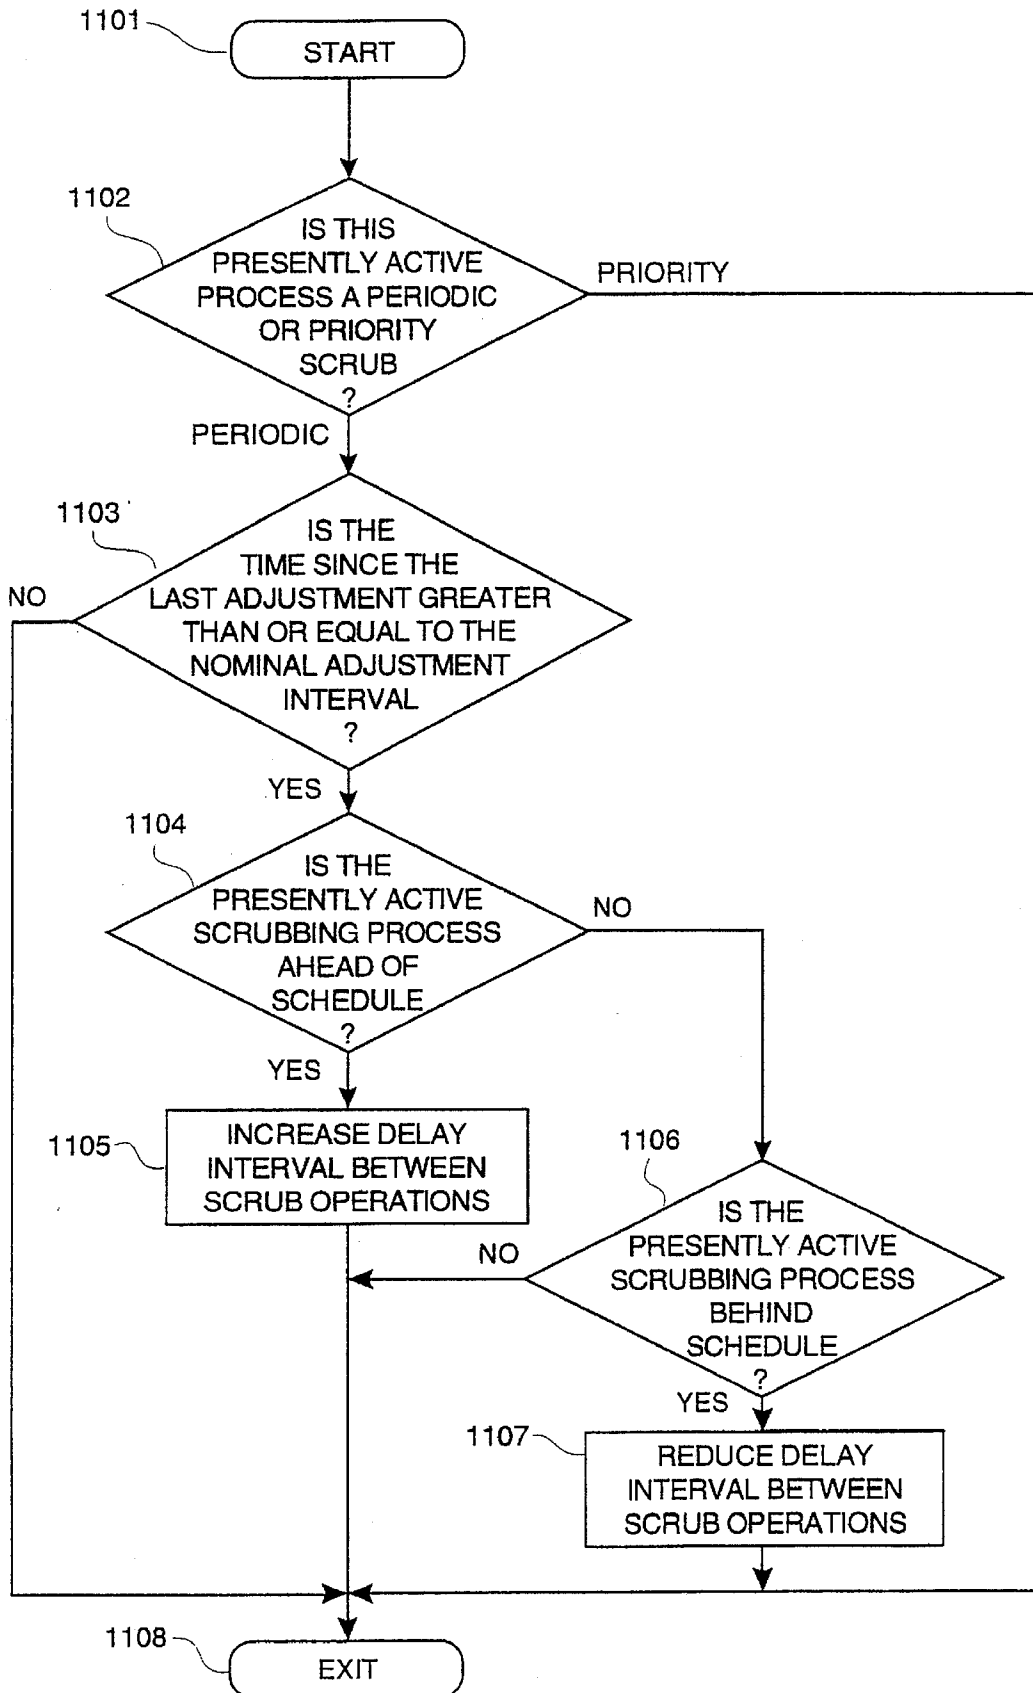 1101
START
1102
IS THIS
PRESENTLY ACTIVE
PROCESS A PERIODIC
OR PRIORITY
SCRUB
?
PRIORITY
PERIODIC
1103
IS THE
TIME SINCE THE
LAST ADJUSTMENT GREATER
THAN OR EQUAL TO THE
NOMINAL ADJUSTMENT
INTERVAL
?
NO
YES
1104
IS THE
PRESENTLY ACTIVE
SCRUBBING PROCESS
AHEAD OF
SCHEDULE
?
NO
YES
1105
INCREASE DELAY
INTERVAL BETWEEN
SCRUB OPERATIONS
1106
IS THE
PRESENTLY ACTIVE
SCRUBBING PROCESS
BEHIND
SCHEDULE
?
NO
YES
1107
REDUCE DELAY
INTERVAL BETWEEN
SCRUB OPERATIONS
1108
EXIT